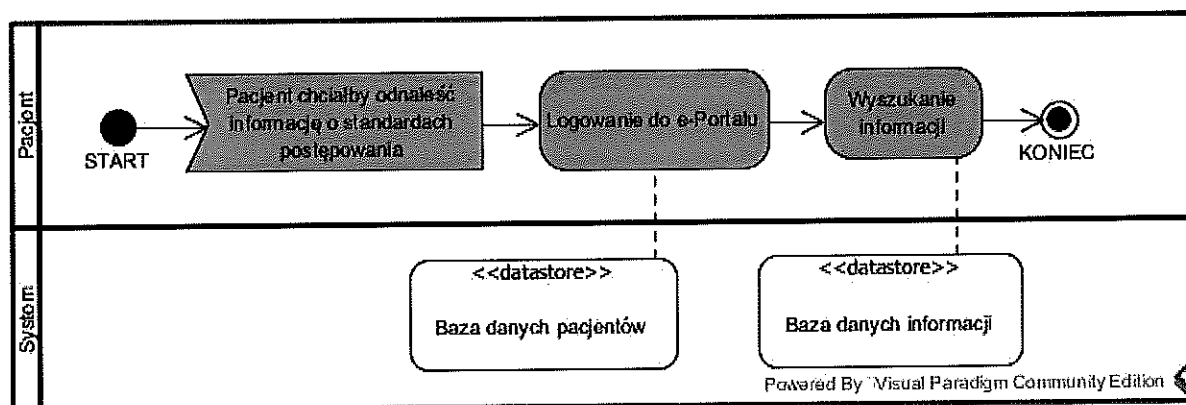 Pacjent
START
Pacjent chciałby odnaleść
informację o standardach
postępowania
Logowanie do e-Portalu
Wyszukanie
informacji
KONIEC
System
<<datastore>>
Baza danych pacjentów
<<datastore>>
Baza danych informacji
Powered By Visual Paradigm Community Edition